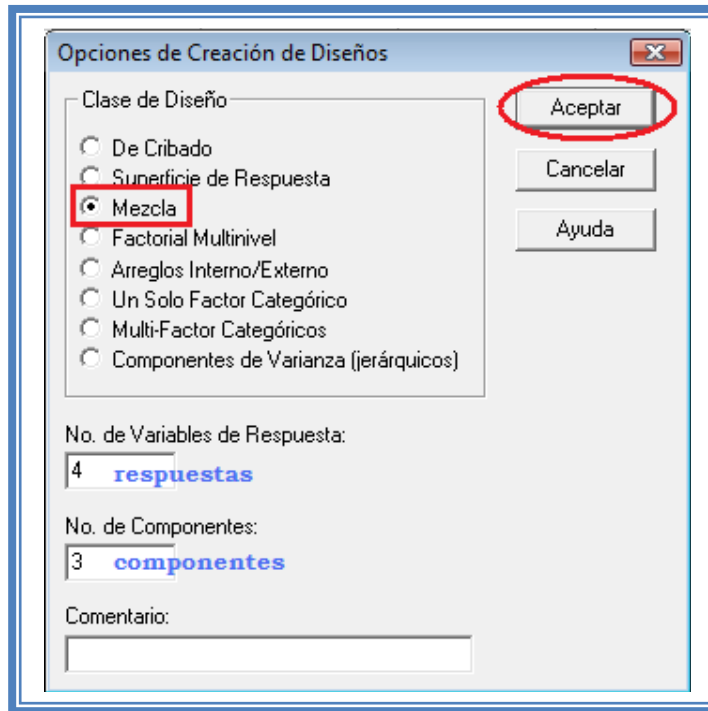 Opciones de Creación de Diseños
Clase de Diseño
De Cribado
Superficie de Respuesta
Mezcla
Factorial Multinivel
Arreglos Interno/Externo
Un Solo Factor Categórico
Multi-Factor Categóricos
Componentes de Varianza (jerárquicos)
Aceptar
Cancelar
Ayuda
No. de Variables de Respuesta:
4 respuestas
No. de Componentes:
3 componentes
Comentario: